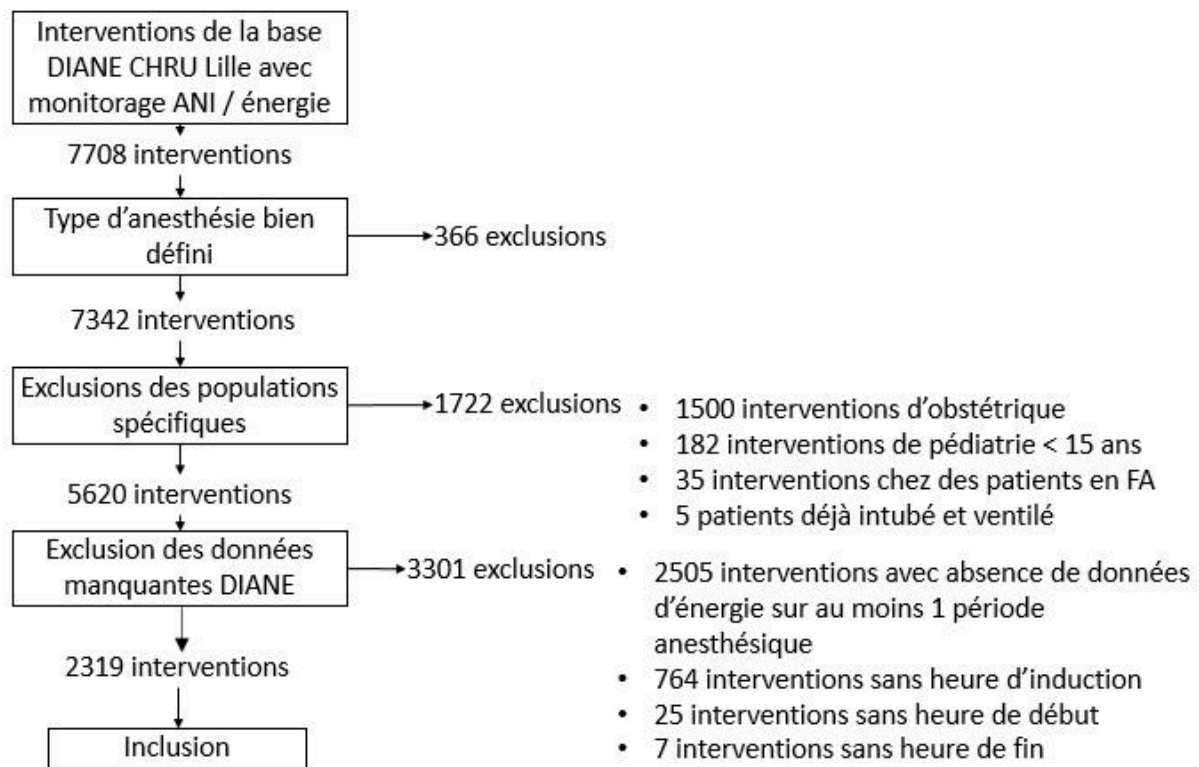 Interventions de la base
DIANE CHRU Lille avec
monitorage ANI / énergie
7708 interventions
Type d'anesthésie bien
défini
366 exclusions
7342 interventions
Exclusions des populations
spécifiques
1722 exclusions
• 1500 interventions d'obstétrique
• 182 interventions de pédiatrie < 15 ans
• 35 interventions chez des patients en FA
• 5 patients déjà intubé et ventilé
5620 interventions
Exclusion des données
manquantes DIANE
3301 exclusions
• 2505 interventions avec absence de données
d'énergie sur au moins 1 période
anesthésique
• 764 interventions sans heure d'induction
• 25 interventions sans heure de début
• 7 interventions sans heure de fin
2319 interventions
Inclusion